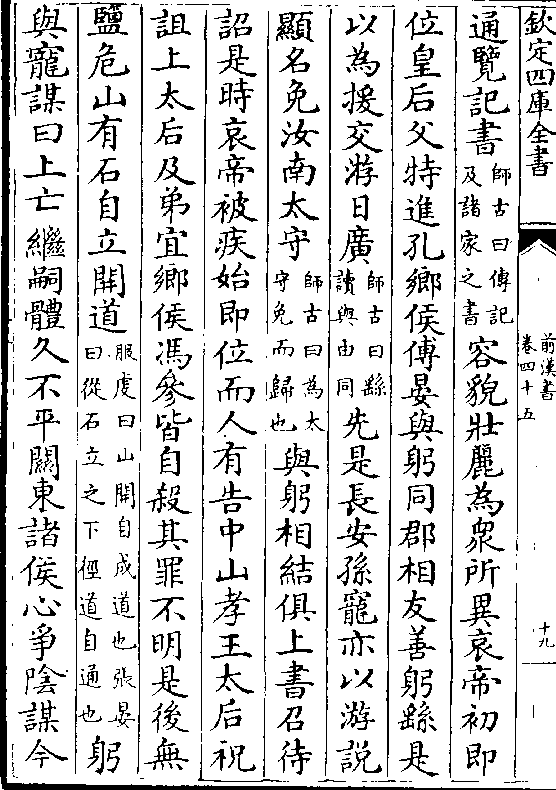 欽定四庫全書
前漢書
卷四十五
十九
通覽記書師古曰傳記及諸家之書容貌壯麗為衆所異哀帝初即
位皇后父特進孔鄉侯傅晏與躬同郡相友善躬繇是
以為援交游日廣師古曰繇讀與由同先是長安孫寵亦以游說
顯名免汝南太守師古曰為太守免而歸也與躬相結俱上書召待
詔是時哀帝被疾始即位而人有告中山孝王太后祝
詛上太后及弟宜鄉侯馮參皆自殺其罪不明是後無
鹽危山有石自立開道服虔曰山開自成道也張晏曰從石立之下徑道自通也躬
與寵謀曰上亡繼嗣體久不平關東諸侯心爭陰謀今